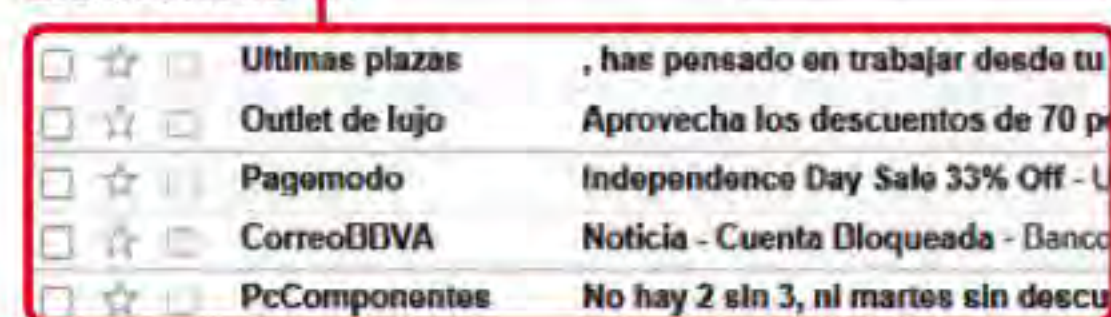 Ultimas plazas , has pensado en trabajar desde tu
Outlet de lujo Aprovecha los descuentos de 70
Pagemodo Independence Day Sale 33% Off -
CorreoBBVA Noticia - Cuenta Bloqueada - Banco
PcComponentes No hay 2 sin 3, ni martes sin descu